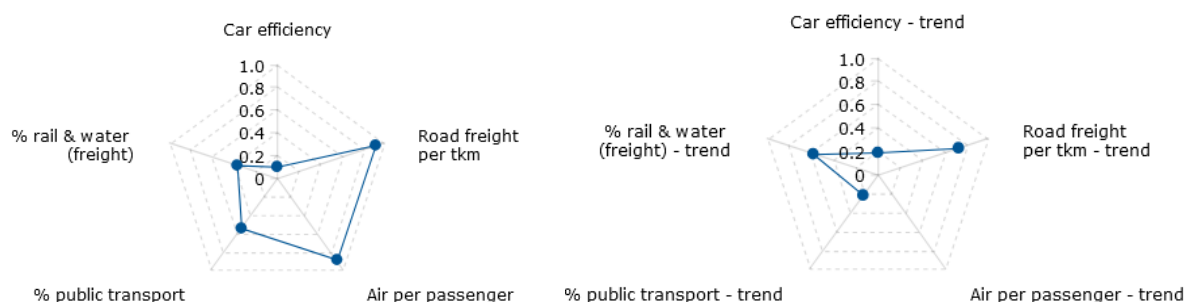 Car efficiency
1.0
0.8
0.6
0.4
0.2
0
% rail & water
(freight)
Road freight
per tkm
% public transport
Air per passenger
Car efficiency - trend
1.0
0.8
0.6
0.4
0.2
0
% rail & water
(freight) - trend
Road freight
per tkm - trend
% public transport - trend
Air per passenger - trend